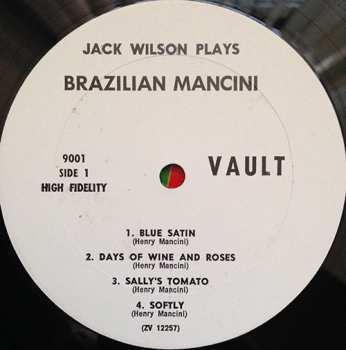 JACK WILSON PLAYS
BRAZILIAN MANCINI
9001
SIDE 1
HIGH FIDELITY
VAULT
1. BLUE SATIN
(Henry Mancini)
2. DAYS OF WINE AND ROSES
(Henry Mancini)
3. SALLY'S TOMATO
(Henry Mancini)
4. SOFTLY
(Henry Mancini)
(ZV 12257)